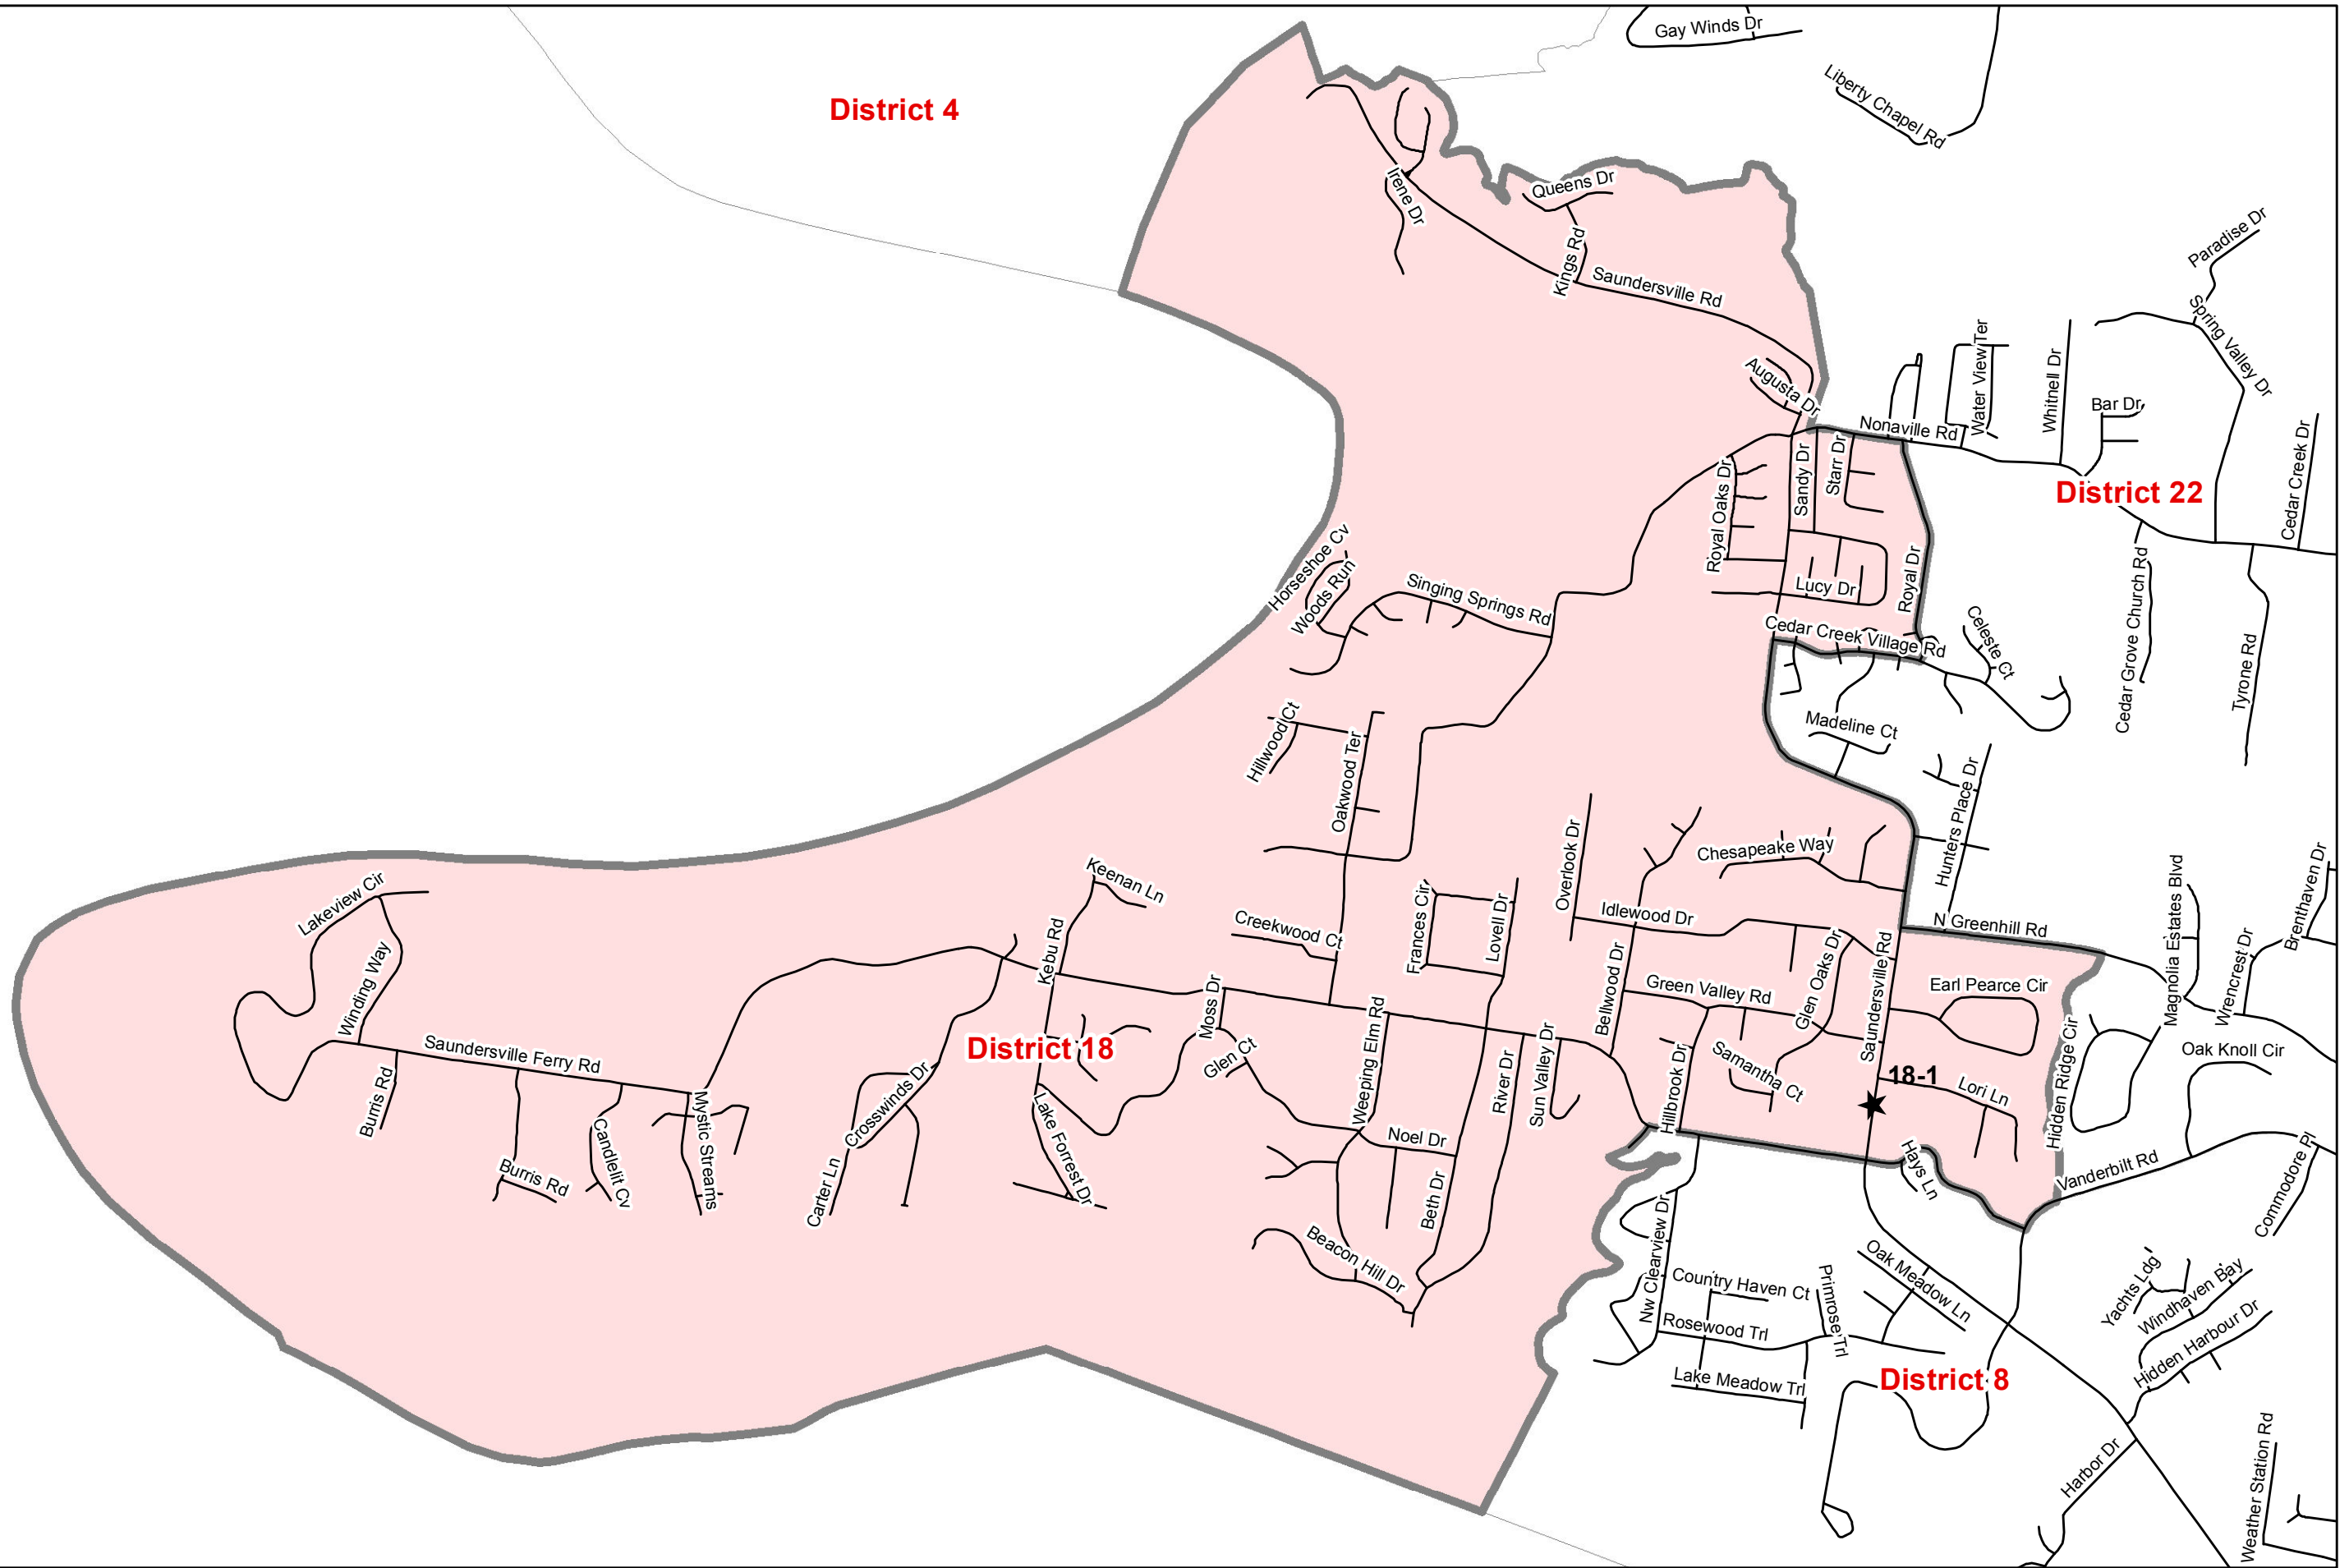 Gay Winds Dr
Liberty Chapel Rd
District 4
Irene Dr
Queens Dr
Kings Rd
Saundersville Rd
Paradise Dr
Spring Valley Dr
Augusta Dr
Nonaville Rd
Water View Ter
Whitnell Dr
Bar Dr
Cedar Creek Dr
District 22
Royal Oaks Dr
Sandy Dr
Starr Dr
Royal Dr
Lucy Dr
Horseshoe Cv
Woods Run
Singing Springs Rd
Cedar Creek Village Rd
Celeste Ct
Cedar Grove Church Rd
Tyrone Rd
Madeline Ct
Hillwood Ct
Oakwood Ter
Overlook Dr
Chesapeake Way
Hunters Place Dr
Magnolia Estates Blvd
Brenthaven Dr
Wrencrest Dr
Lakeview Cir
Winding Way
Keenan Ln
Kebu Rd
Creekwood Ct
Frances Cir
Lovell Dr
Idlewood Dr
N Greenhill Rd
Bellwood Dr
Green Valley Rd
Glen Oaks Dr
Saundersville Rd
Earl Pearce Cir
Hidden Ridge Cir
Oak Knoll Cir
Saundersville Ferry Rd
District 18
Moss Dr
Glen Ct
Weeping Elm Rd
River Dr
Sun Valley Dr
Hillbrook Dr
Samantha Ct
18-1
Lori Ln
Burris Rd
Burris Rd
Candlelit Cv
Mystic Streams
Crosswinds Dr
Carter Ln
Lake Forrest Dr
Noel Dr
Beth Dr
Beacon Hill Dr
Hays Ln
Vanderbilt Rd
Commodore Pl
Nw Clearview Dr
Country Haven Ct
Primrose Trl
Oak Meadow Ln
Rosewood Trl
Lake Meadow Trl
District 8
Yachts Ldg
Windhaven Bay
Hidden Harbour Dr
Harbor Dr
Weather Station Rd